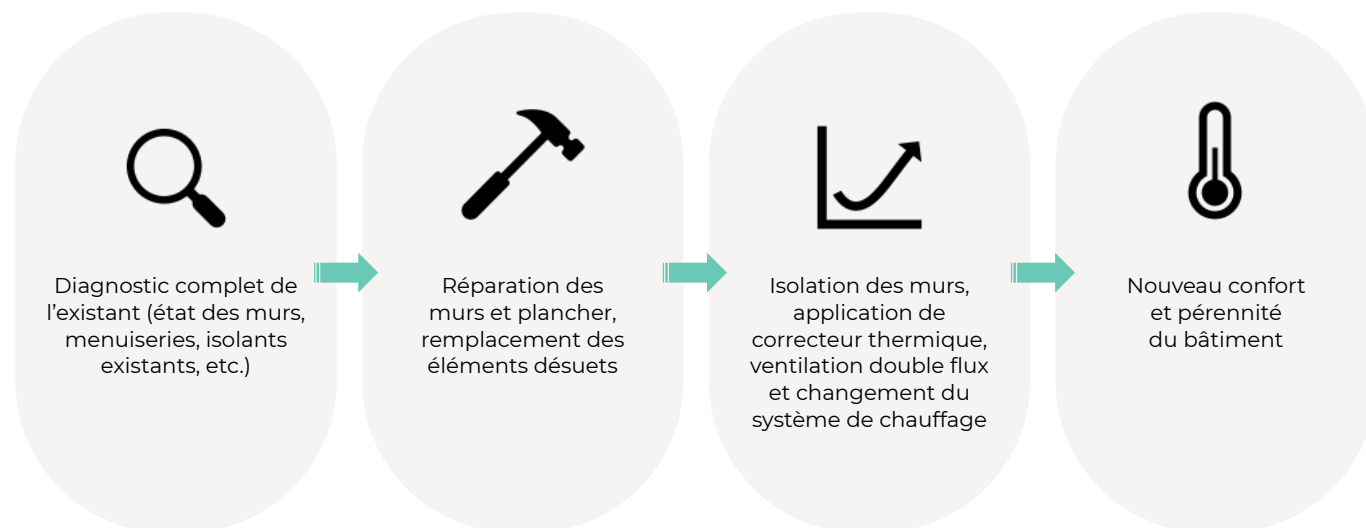 Diagnostic complet de
l'existant (état des murs,
menuiseries, isolants
existants, etc.)
Réparation des
murs et plancher,
remplacement des
éléments désuets
Isolation des murs,
application de
correcteur thermique,
ventilation double flux
et changement du
système de chauffage
Nouveau confort
et pérennité
du bâtiment